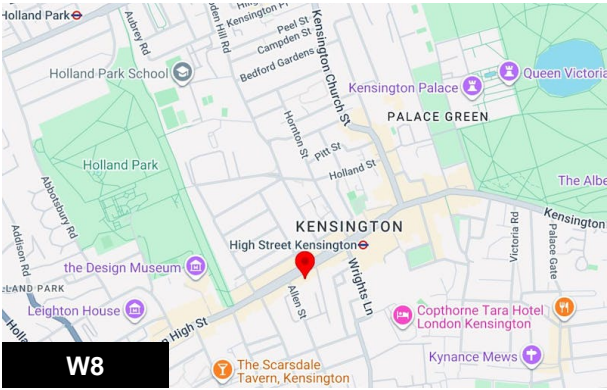 Holland Park
Aubrey Rd
Kensington Pl
Peel St
Campden St
Bedford Gardens
Kensington Church St
Holland Park School
Kensington Palace
Queen Victoria
PALACE GREEN
Hornton St
Pitt St
Holland St
Holland Park
The Albe
Abbotsbury Rd
Addison Rd
KENSINGTON
High Street Kensington
Kensington
Victoria Rd
Palace Gate
the Design Museum
Wrights Ln
Allen St
Leighton House
High St
Copthorne Tara Hotel
London Kensington
Kynance Mews
The Scarsdale
Tavern, Kensington
W8